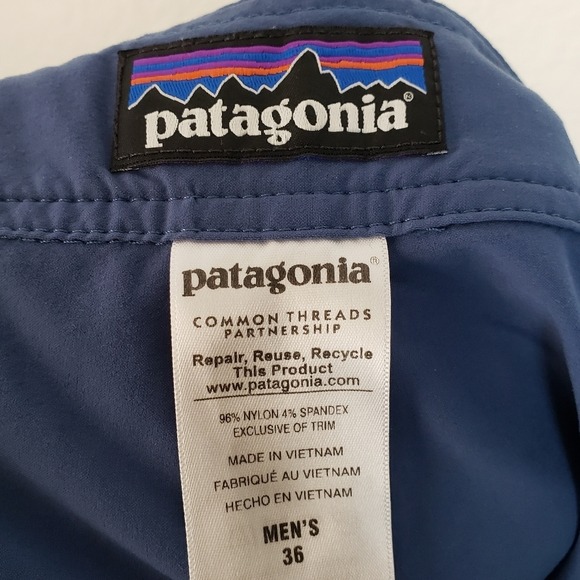 patagonia®
patagonia®
COMMON THREADS
PARTNERSHIP
Repair, Reuse, Recycle
This Product
www.patagonia.com
96% NYLON 4% SPANDEX
EXCLUSIVE OF TRIM
MADE IN VIETNAM
FABRIQUÉ AU VIETNAM
HECHO EN VIETNAM
MEN'S
36